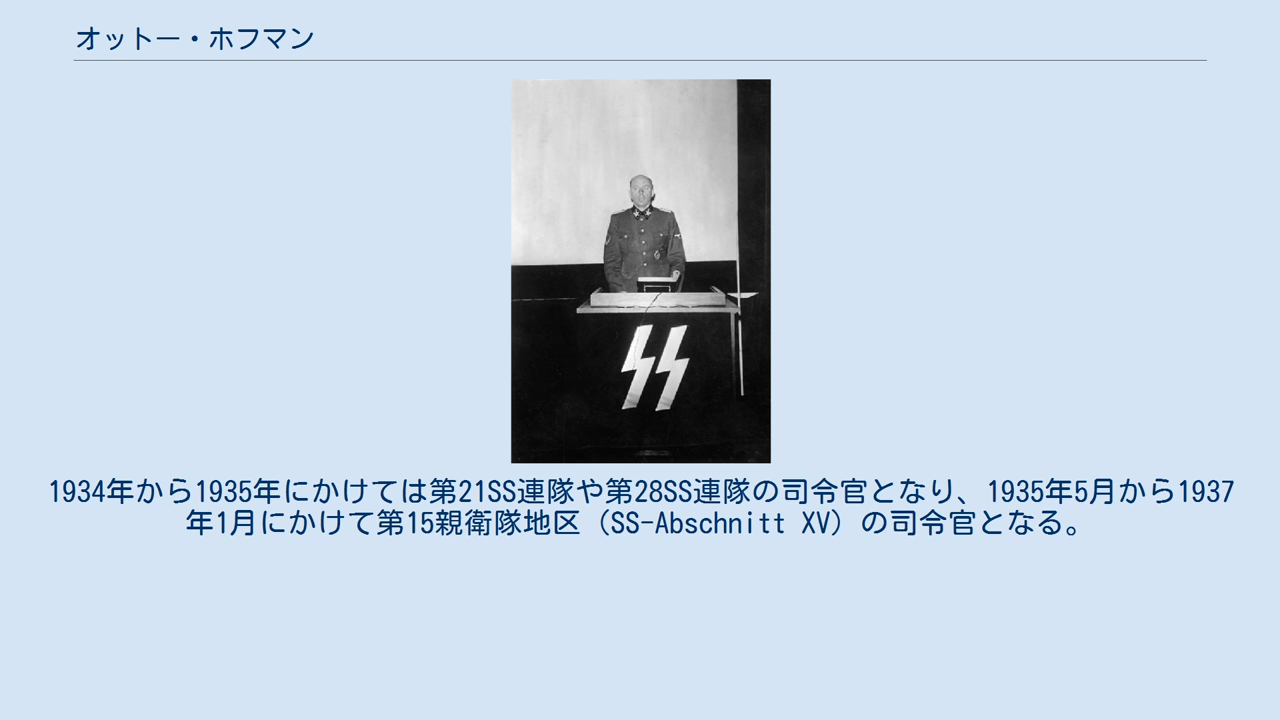 オットー・ホフマン
SS
1934年から1935年にかけては第21SS連隊や第28SS連隊の司令官となり、1935年5月から1937
年1月にかけて第15親衛隊地区（SS-Abschnitt XV）の司令官となる。